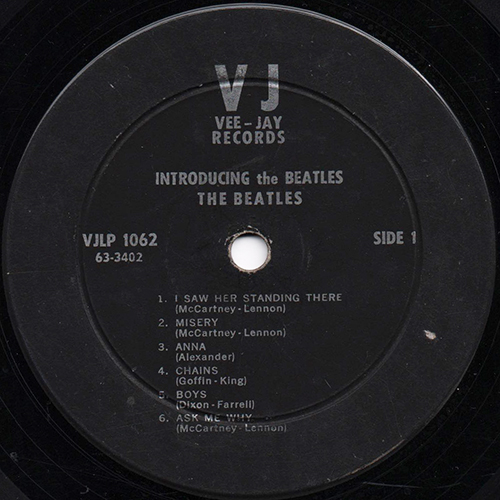 VJ
VEE-JAY
RECORDS
INTRODUCING the BEATLES
THE BEATLES
VJLP 1062
SIDE 1
63-3402
1. I SAW HER STANDING THERE
(McCartney-Lennon)
2. MISERY
(McCartney-Lennon)
3. ANNA
(Alexander)
4. CHAINS
(Goffin-King)
5. BOYS
(Dixon-Farrell)
6. ASK ME WHY
(McCartney-Lennon)